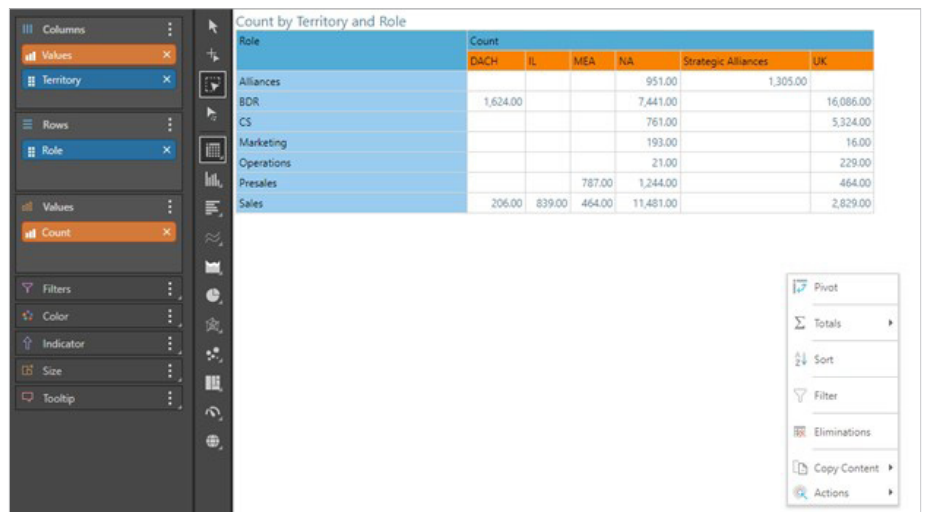 Columns
Values
Territory
Rows
Role
Values
Count
Filters
Color
Indicator
Size
Tooltip
Count by Territory and Role
Role Count
DACH IL MEA NA Strategic Alliances UK
Alliances 951.00 1,305.00
BDR 1,624.00 7,441.00 16,086.00
CS 761.00 5,324.00
Marketing 193.00 16.00
Operations 21.00 229.00
Presales 787.00 1,244.00 464.00
Sales 206.00 839.00 464.00 11,481.00 2,829.00
Pivot
Totals
Sort
Filter
Eliminations
Copy Content
Actions